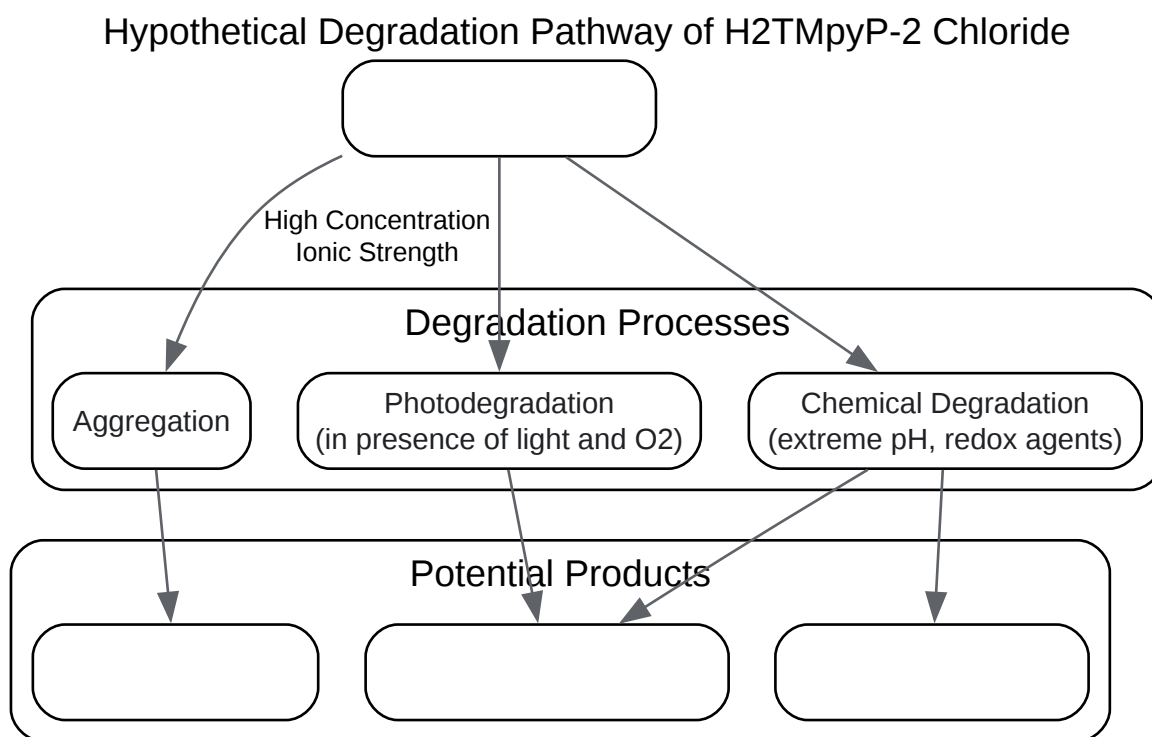 Hypothetical Degradation Pathway of H2TMpyP-2 Chloride
High Concentration
Ionic Strength
Degradation Processes
Aggregation
Photodegradation
(in presence of light and O2)
Chemical Degradation
(extreme pH, redox agents)
Potential Products